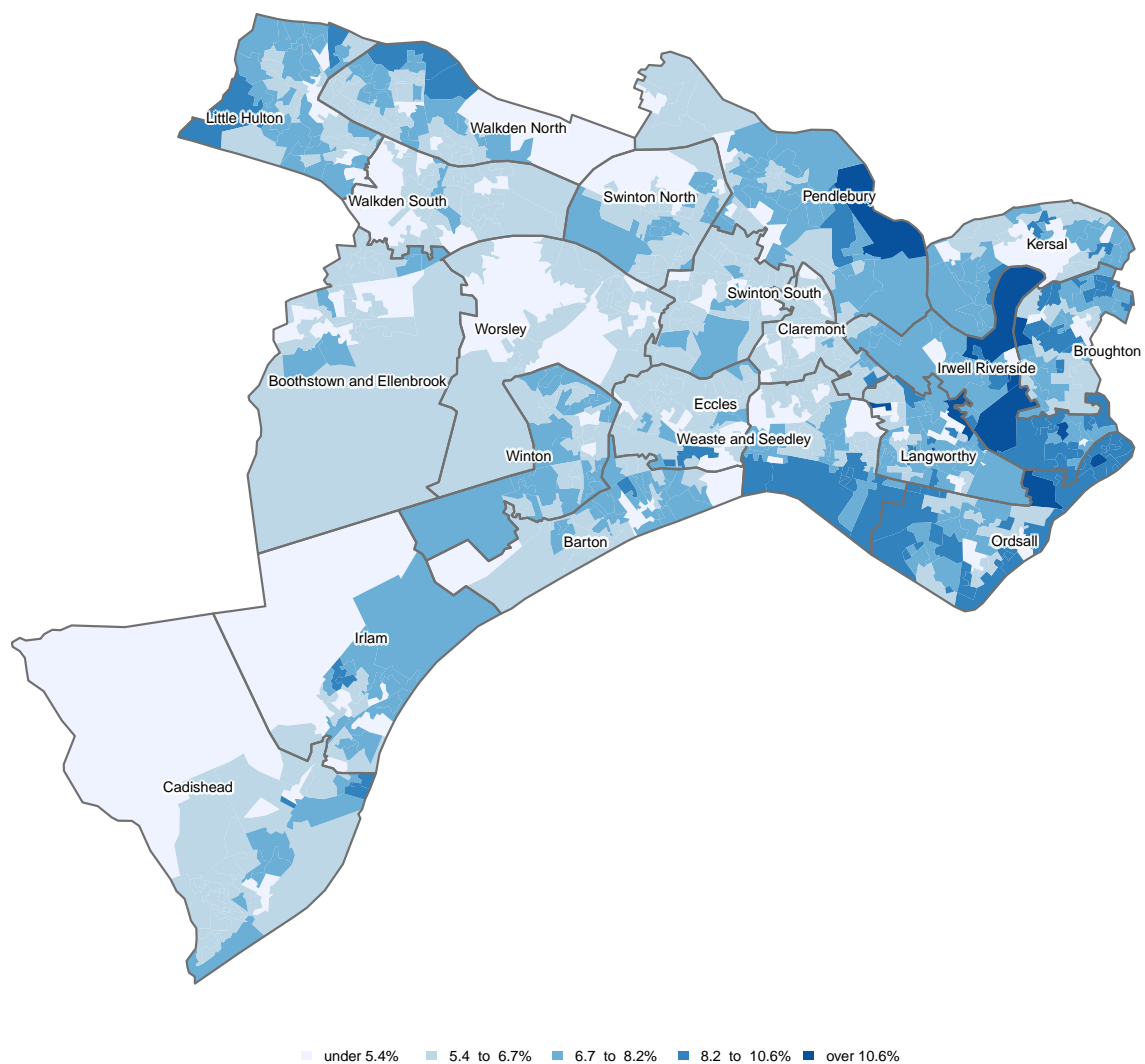 Little Hulton
Walkden North
Walkden South
Swinton North
Pendlebury
Kersal
Swinton South
Worsley
Claremont
Broughton
Irwell Riverside
Boothstown and Ellenbrook
Eccles
Weaste and Seedley
Winton
Langworthy
Barton
Ordsall
Irlam
Cadishead
under 5.4% 5.4 to 6.7% 6.7 to 8.2% 8.2 to 10.6% over 10.6%